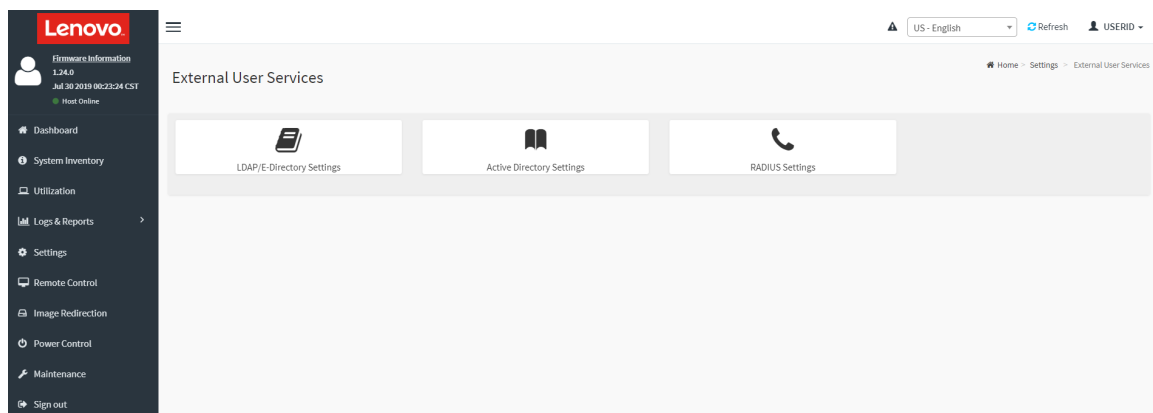 Lenovo
Firmware Information
1.24.0
Jul 30 2019 00:23:24 CST
Host Online
Dashboard
System Inventory
Utilization
Logs & Reports
Settings
Remote Control
Image Redirection
Power Control
Maintenance
Sign out
US - English
Refresh
USERID
External User Services
Home > Settings > External User Services
LDAP/E-Directory Settings
Active Directory Settings
RADIUS Settings